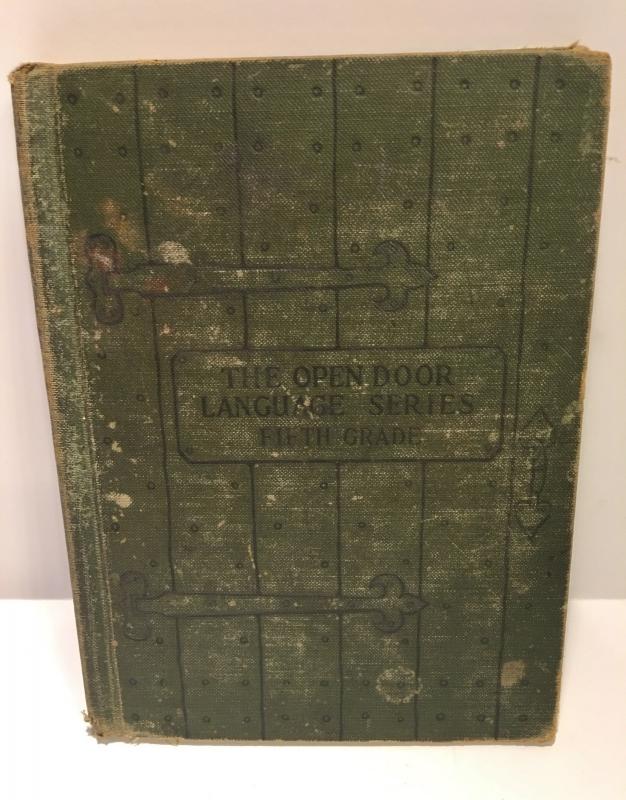 THE OPEN DOOR
LANGUAGE SERIES
FIFTH GRADE